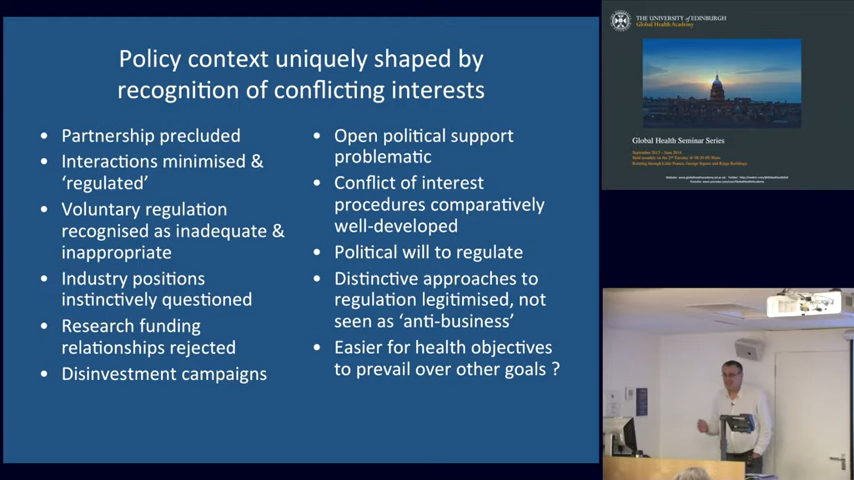 Policy context uniquely shaped by
recognition of conflicting interests
• Partnership precluded
• Interactions minimised &
‘regulated’
• Voluntary regulation
recognised as inadequate &
inappropriate
• Industry positions
instinctively questioned
• Research funding
relationships rejected
• Disinvestment campaigns
• Open political support
problematic
• Conflict of interest
procedures comparatively
well-developed
• Political will to regulate
• Distinctive approaches to
regulation legitimised, not
seen as ‘anti-business’
• Easier for health objectives
to prevail over other goals ?
THE UNIVERSITY of EDINBURGH
Global Health Academy
Global Health Seminar Series